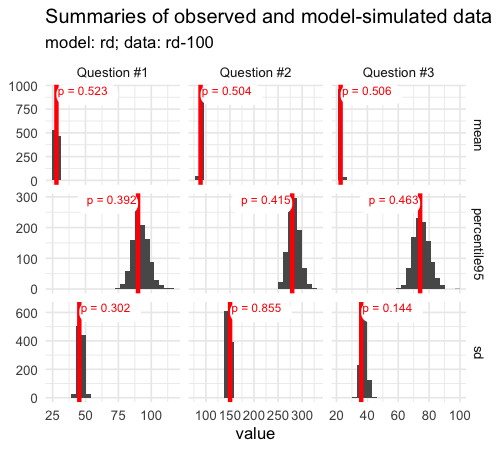 Summaries of observed and model-simulated data
model: rd; data: rd-100
Question #1 Question #2 Question #3
1000
750
500
250
0
p = 0.523 p = 0.504 p = 0.506
mean
300
200
100
0
p = 0.392 p = 0.415 p = 0.463
percentile95
600
400
200
0
p = 0.302 p = 0.855 p = 0.144
sd
25 50 75 100 100 150 200 250 300 20 40 60 80 100
value